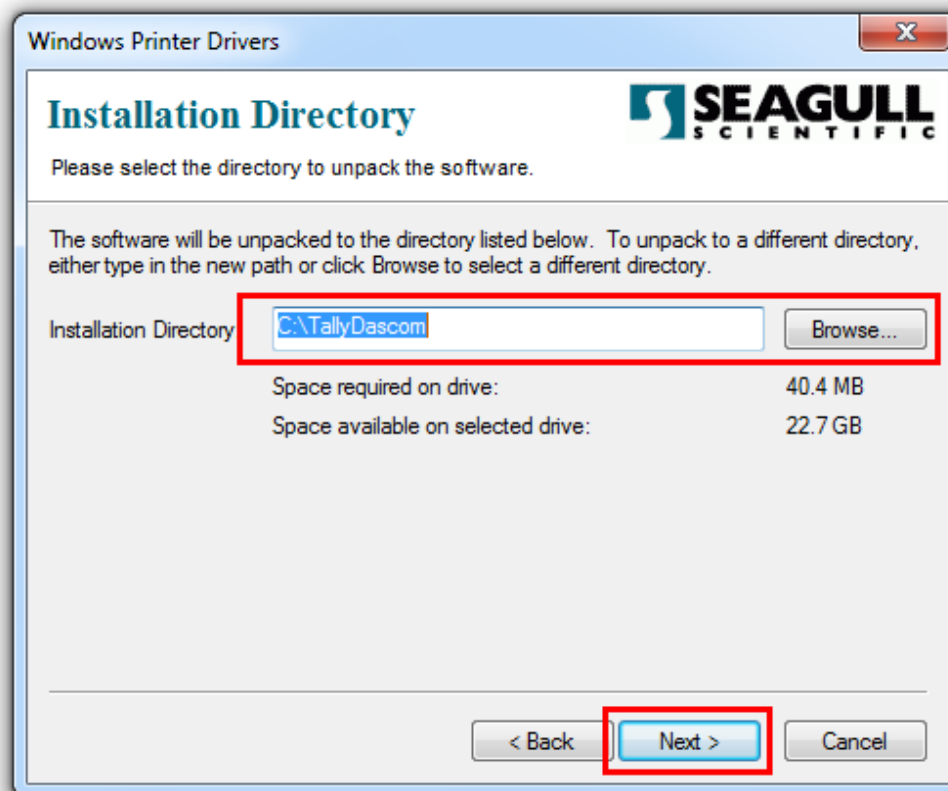 Windows Printer Drivers
Installation Directory
SEAGULL
SCIENTIFIC
Please select the directory to unpack the software.
The software will be unpacked to the directory listed below.  To unpack to a different directory,
either type in the new path or click Browse to select a different directory.
Installation Directory C:\TallyDascom Browse...
Space required on drive: 40.4 MB
Space available on selected drive: 22.7 GB
< Back Next > Cancel